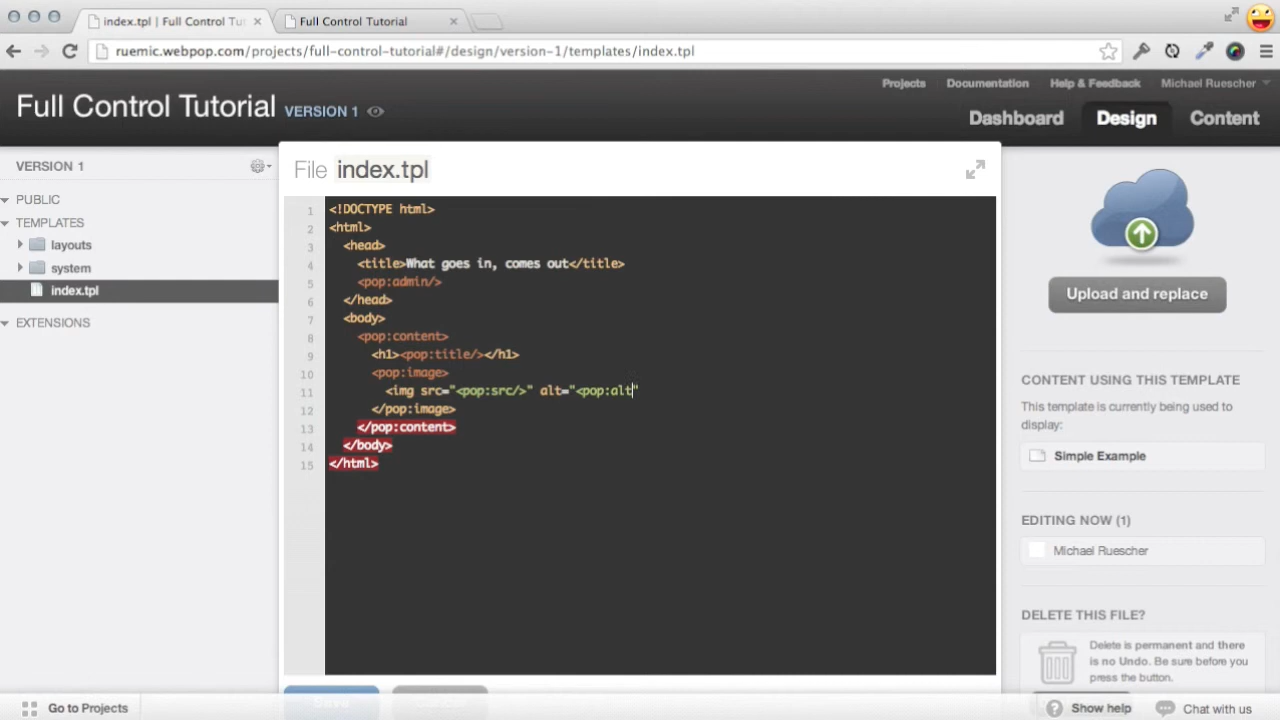 index.tpl | Full Control Tu
Full Control Tutorial
ruemic.webpop.com/projects/full-control-tutorial#/design/version-1/templates/index.tpl
Projects Documentation Help & Feedback Michael Ruescher
Full Control Tutorial VERSION 1
Dashboard Design Content
VERSION 1
PUBLIC
TEMPLATES
layouts
system
index.tpl
EXTENSIONS
File index.tpl
1 <!DOCTYPE html>
2 <html>
3 <head>
4 <title>What goes in, comes out</title>
5 <pop:admin/>
6 </head>
7 <body>
8 <pop:content>
9 <h1><pop:title/></h1>
10 <pop:image>
11 <img src="<pop:src/>" alt="<pop:alt"
12 </pop:image>
13 </pop:content>
14 </body>
15 </html>
Upload and replace
CONTENT USING THIS TEMPLATE
This template is currently being used to
display:
Simple Example
EDITING NOW (1)
Michael Ruescher
DELETE THIS FILE?
Delete is permanent and there
is no Undo. Be sure before you
press the button.
Go to Projects
Show help
Chat with us